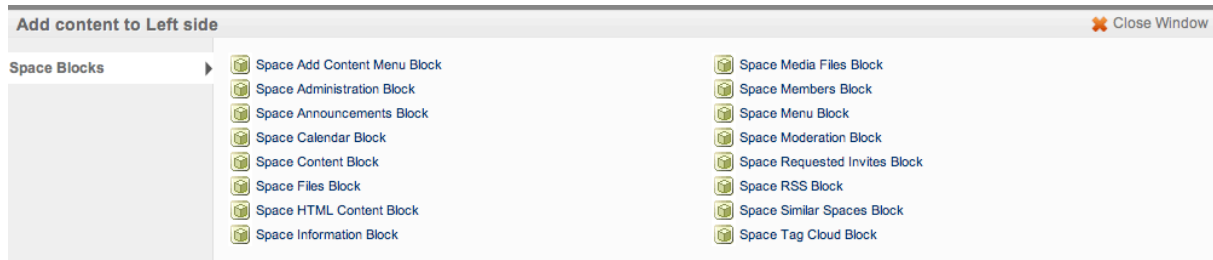 Add content to Left side
Close Window
Space Blocks
Space Add Content Menu Block
Space Administration Block
Space Announcements Block
Space Calendar Block
Space Content Block
Space Files Block
Space HTML Content Block
Space Information Block
Space Media Files Block
Space Members Block
Space Menu Block
Space Moderation Block
Space Requested Invites Block
Space RSS Block
Space Similar Spaces Block
Space Tag Cloud Block